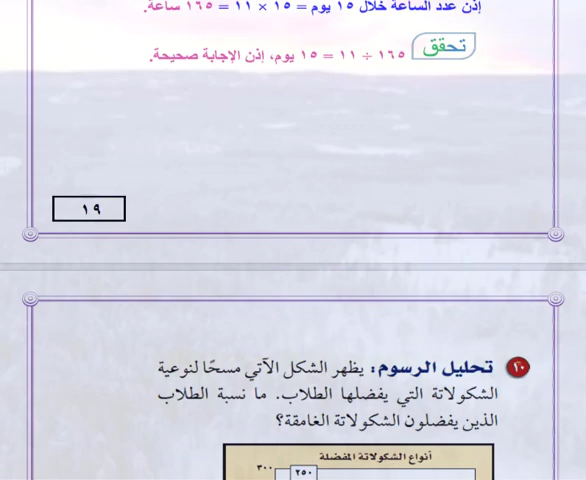 إذن عدد الساعة خلال ١٥ يوم = ١٥ × ١١ = ١٦٥ ساعة.
تحقق ١٦٥ ÷ ١١ = ١٥ يوم، إذن الإجابة صحيحة.
١٩
١٠ تحليل الرسوم: يظهر الشكل الآتي مسحًا لنوعية
الشكولاتة التي يفضلها الطلاب. ما نسبة الطلاب
الذين يفضلون الشكولاتة الغامقة؟
أنواع الشكولاتة المفضلة
٣٠٠
٢٥٠